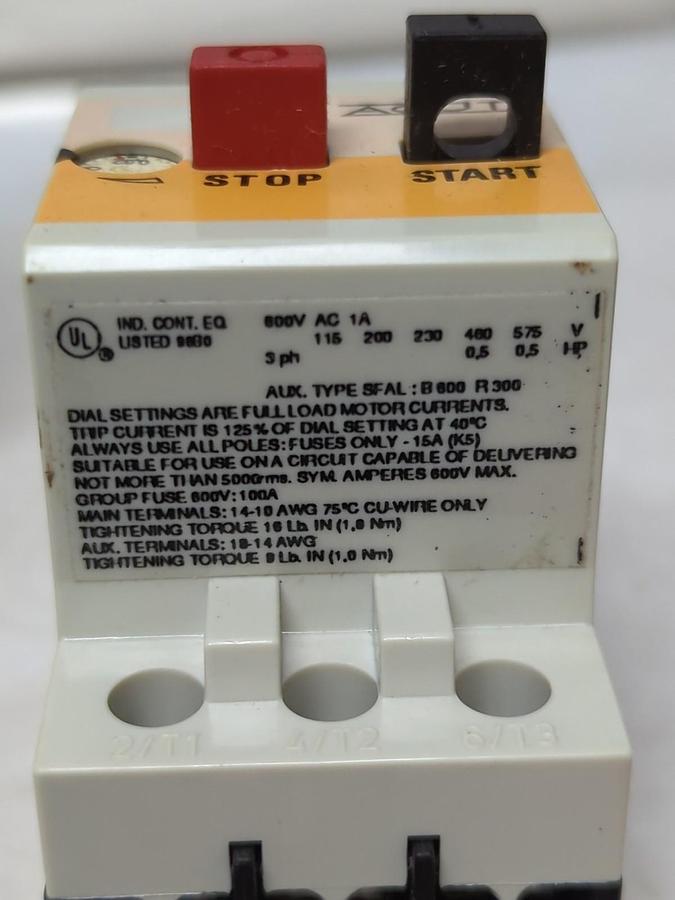 STOP START
UL ®
IND. CONT. EQ. 600V AC 1A
LISTED 115 200 230 460 575 V
3 ph 0,5 0,5 HP
AUX. TYPE SFAL : B 600 R 300
DIAL SETTINGS ARE FULL LOAD MOTOR CURRENTS.
TRIP CURRENT IS 125% OF DIAL SETTING AT 40°C
ALWAYS USE ALL POLES: FUSES ONLY - 15A (K5)
SUITABLE FOR USE ON A CIRCUIT CAPABLE OF DELIVERING
NOT MORE THAN 5000rms. SYM. AMPERES 600V MAX.
GROUP FUSE 600V: 100A
MAIN TERMINALS: 14-10 AWG 75°C CU-WIRE ONLY
TIGHTENING TORQUE 16 Lb. IN (1,8 Nm)
AUX. TERMINALS: 18-14 AWG
TIGHTENING TORQUE 9 Lb. IN (1,0 Nm)
2/T1 4/T2 6/T3